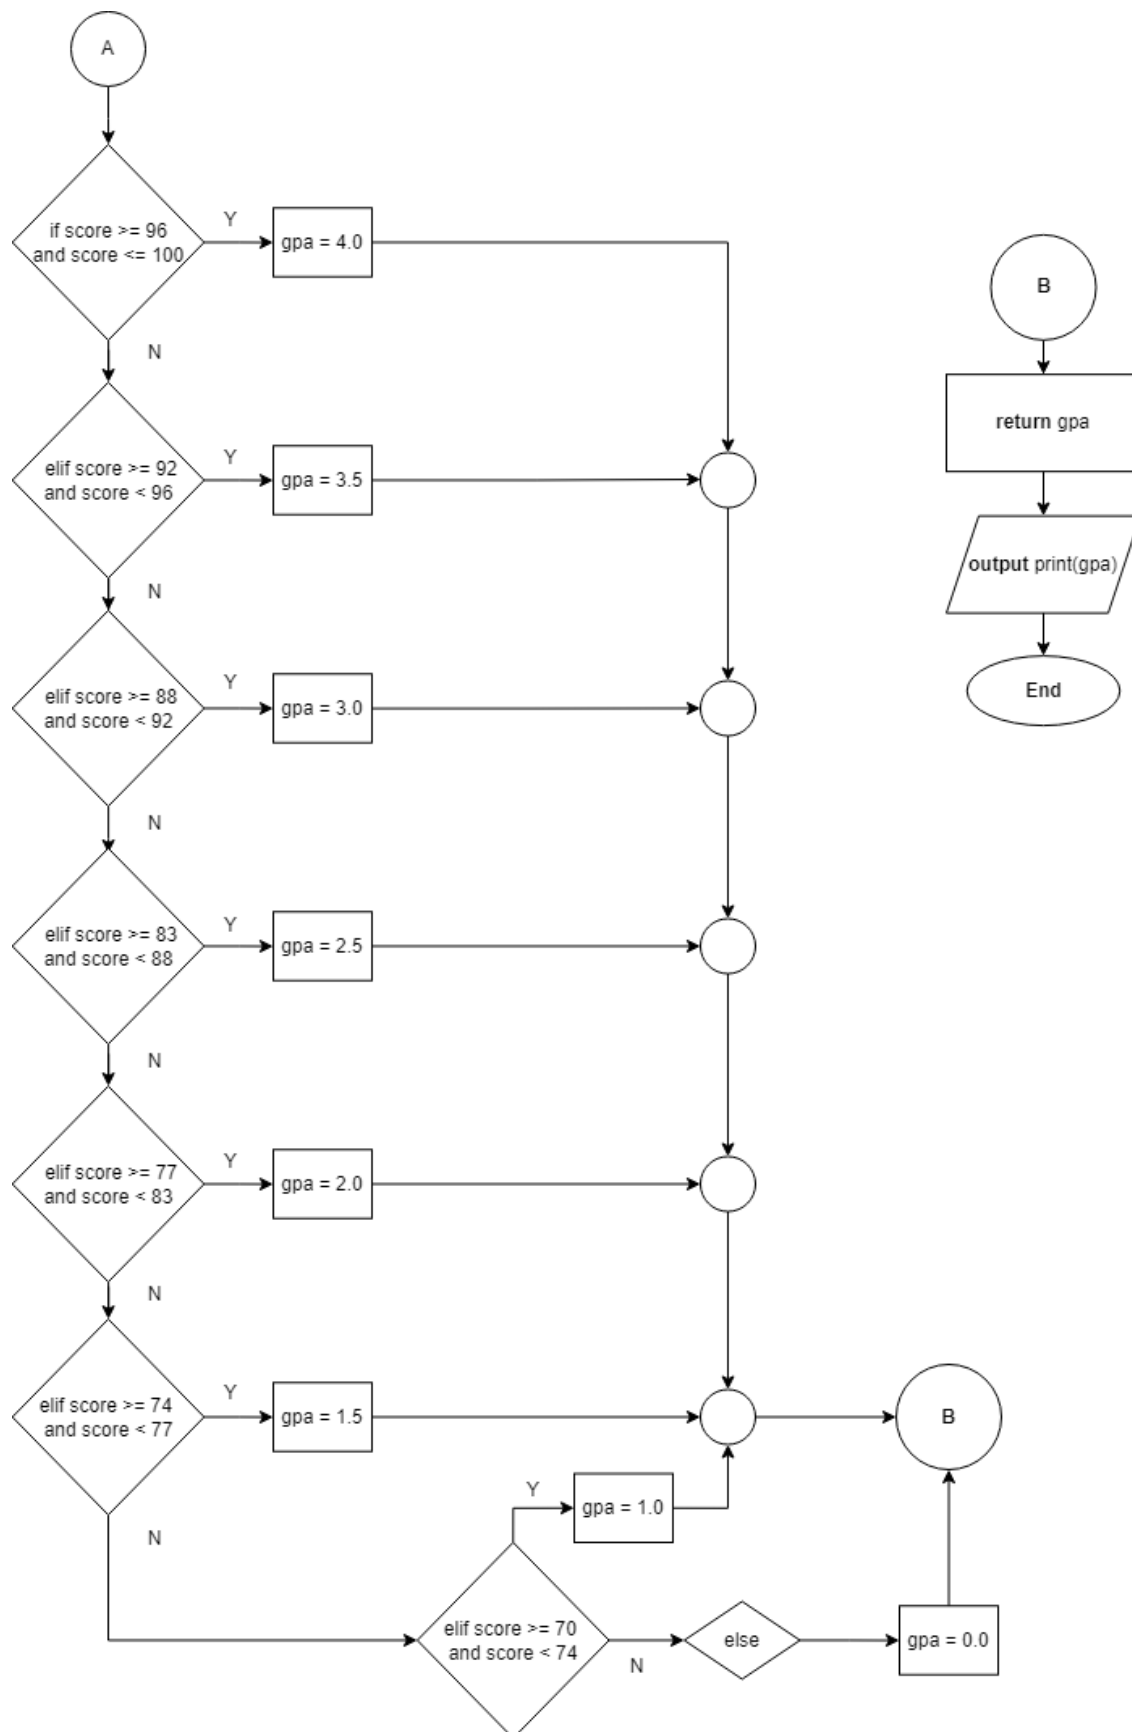 A
if score >= 96
and score <= 100
Y
gpa = 4.0
N
elif score >= 92
and score < 96
Y
gpa = 3.5
N
elif score >= 88
and score < 92
Y
gpa = 3.0
N
elif score >= 83
and score < 88
Y
gpa = 2.5
N
elif score >= 77
and score < 83
Y
gpa = 2.0
N
elif score >= 74
and score < 77
Y
gpa = 1.5
N
elif score >= 70
and score < 74
Y
gpa = 1.0
N
else
gpa = 0.0
B
B
return gpa
output print(gpa)
End